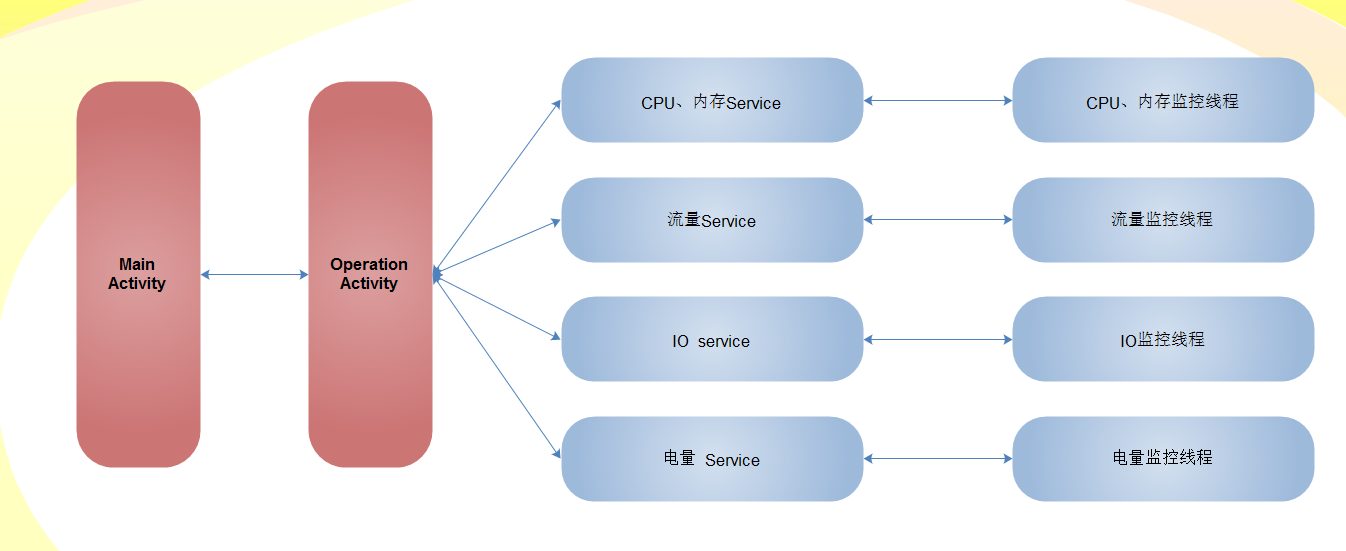 Main
Activity
Operation
Activity
CPU、内存Service
CPU、内存监控线程
流量Service
流量监控线程
IO service
IO监控线程
电量 Service
电量监控线程